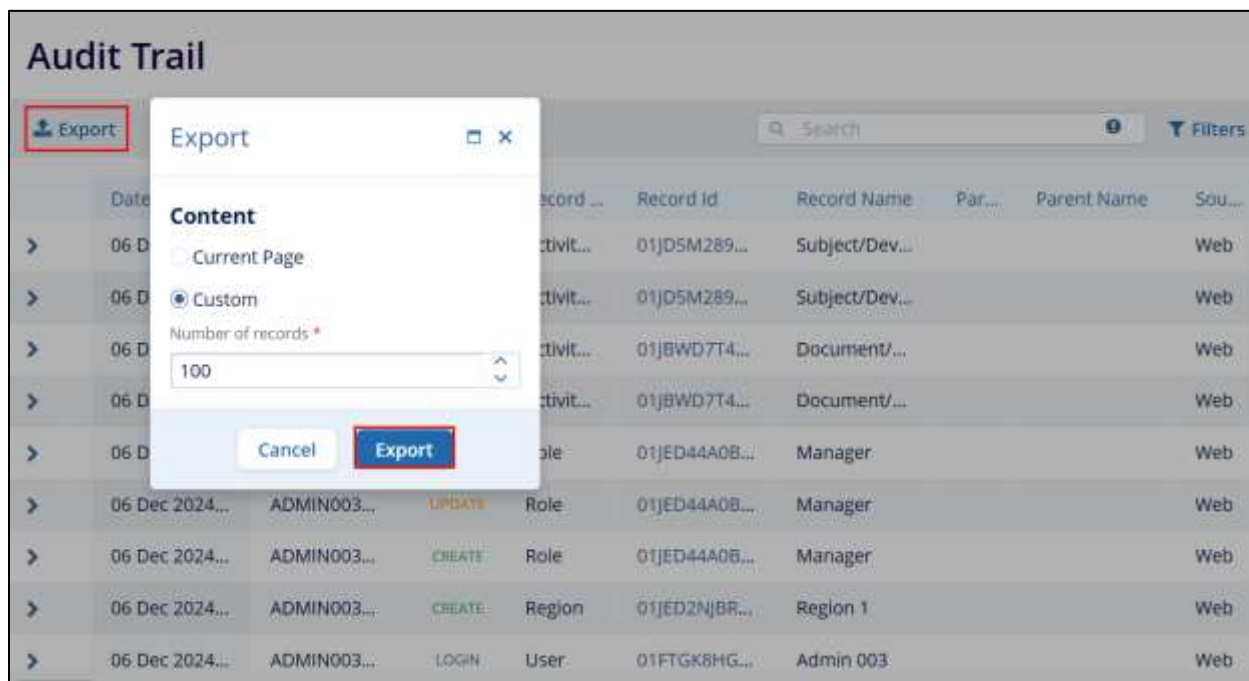 Audit Trail
Export
Search
Filters
Export
Content
Current Page
Custom
Number of records *
100
Cancel Export
Date ecord ... Record Id Record Name Par... Parent Name Sou...
06 D ctivit... 01JD5M289... Subject/Dev... Web
06 D ctivit... 01JD5M289... Subject/Dev... Web
06 D ctivit... 01JBWD7T4... Document/... Web
06 D ctivit... 01JBWD7T4... Document/... Web
06 D ole 01JED44A0B... Manager Web
06 Dec 2024... ADMIN003... UPDATE Role 01JED44A0B... Manager Web
06 Dec 2024... ADMIN003... CREATE Role 01JED44A0B... Manager Web
06 Dec 2024... ADMIN003... CREATE Region 01JED2NJBR... Region 1 Web
06 Dec 2024... ADMIN003... LOGIN User 01FTGK8HG... Admin 003 Web